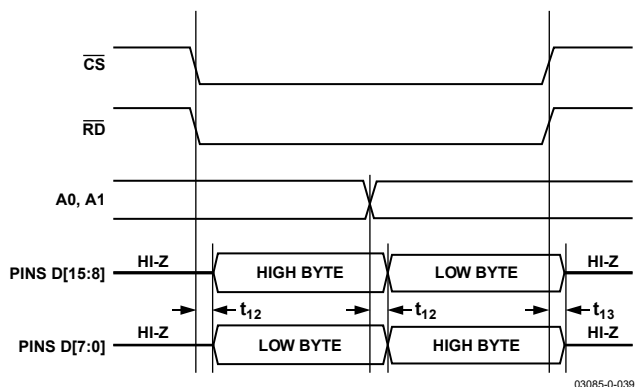 CS
RD
A0, A1
HI-Z
HIGH BYTE
LOW BYTE
HI-Z
PINS D[15:8]
t12
t12
t13
HI-Z
LOW BYTE
HIGH BYTE
HI-Z
PINS D[7:0]
03085-0-039